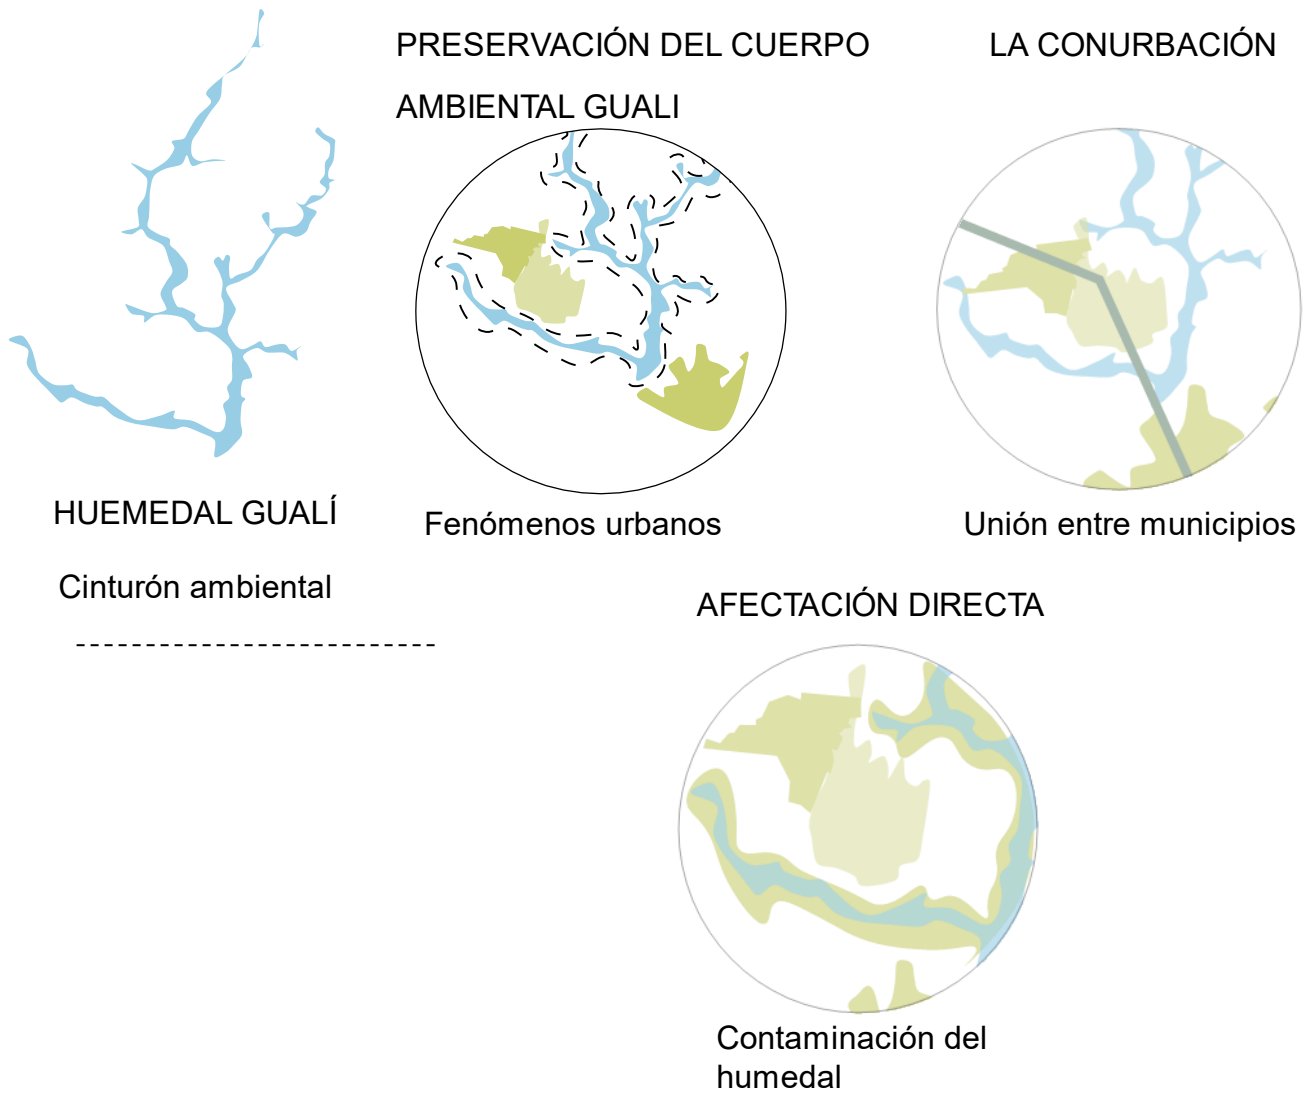 PRESERVACIÓN DEL CUERPO
AMBIENTAL GUALI
LA CONURBACIÓN
HUEMEDAL GUALÍ
Cinturón ambiental
Fenómenos urbanos
Unión entre municipios
AFECTACIÓN DIRECTA
Contaminación del
humedal